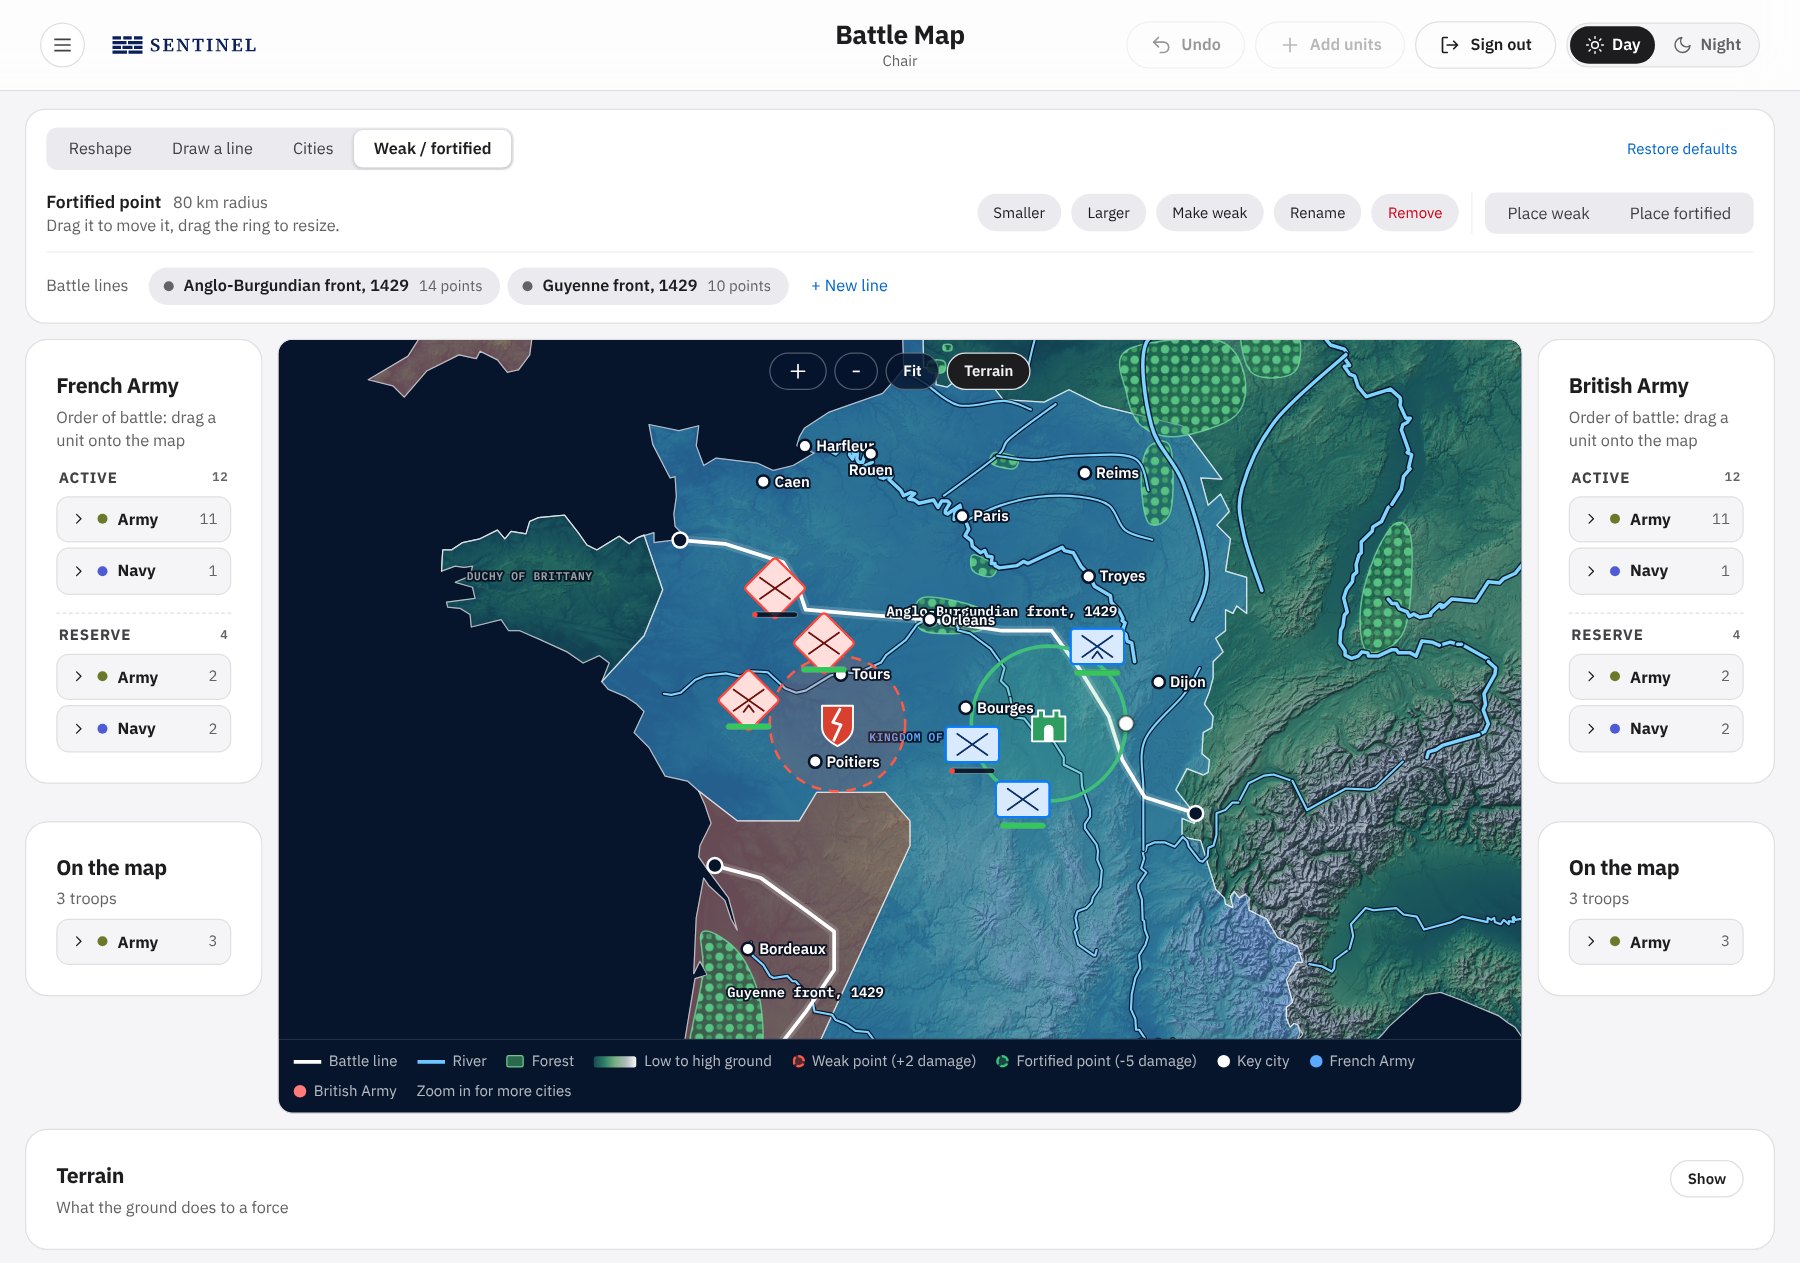 SENTINEL
Battle Map
Chair
Undo
Add units
Sign out
Day
Night
Reshape
Draw a line
Cities
Weak / fortified
Restore defaults
Fortified point 80 km radius
Drag it to move it, drag the ring to resize.
Smaller
Larger
Make weak
Rename
Remove
Place weak
Place fortified
Battle lines
Anglo-Burgundian front, 1429 14 points
Guyenne front, 1429 10 points
+ New line
French Army
Order of battle: drag a
unit onto the map
ACTIVE 12
Army 11
Navy 1
RESERVE 4
Army 2
Navy 2
On the map
3 troops
Army 3
+
-
Fit
Terrain
Harfleur
Rouen
Caen
Reims
Paris
DUCHY OF BRITTANY
Troyes
Anglo-Burgundian front, 1429
Orléans
Tours
Dijon
Bourges
KINGDOM OF
Poitiers
Bordeaux
Guyenne front, 1429
Battle line
River
Forest
Low to high ground
Weak point (+2 damage)
Fortified point (-5 damage)
Key city
French Army
British Army
Zoom in for more cities
British Army
Order of battle: drag a
unit onto the map
ACTIVE 12
Army 11
Navy 1
RESERVE 4
Army 2
Navy 2
On the map
3 troops
Army 3
Terrain
What the ground does to a force
Show